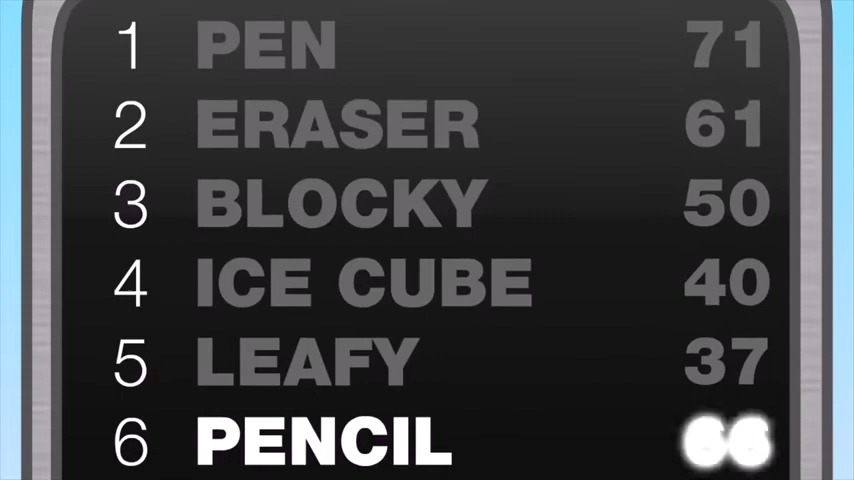 1 PEN 71
2 ERASER 61
3 BLOCKY 50
4 ICE CUBE 40
5 LEAFY 37
6 PENCIL